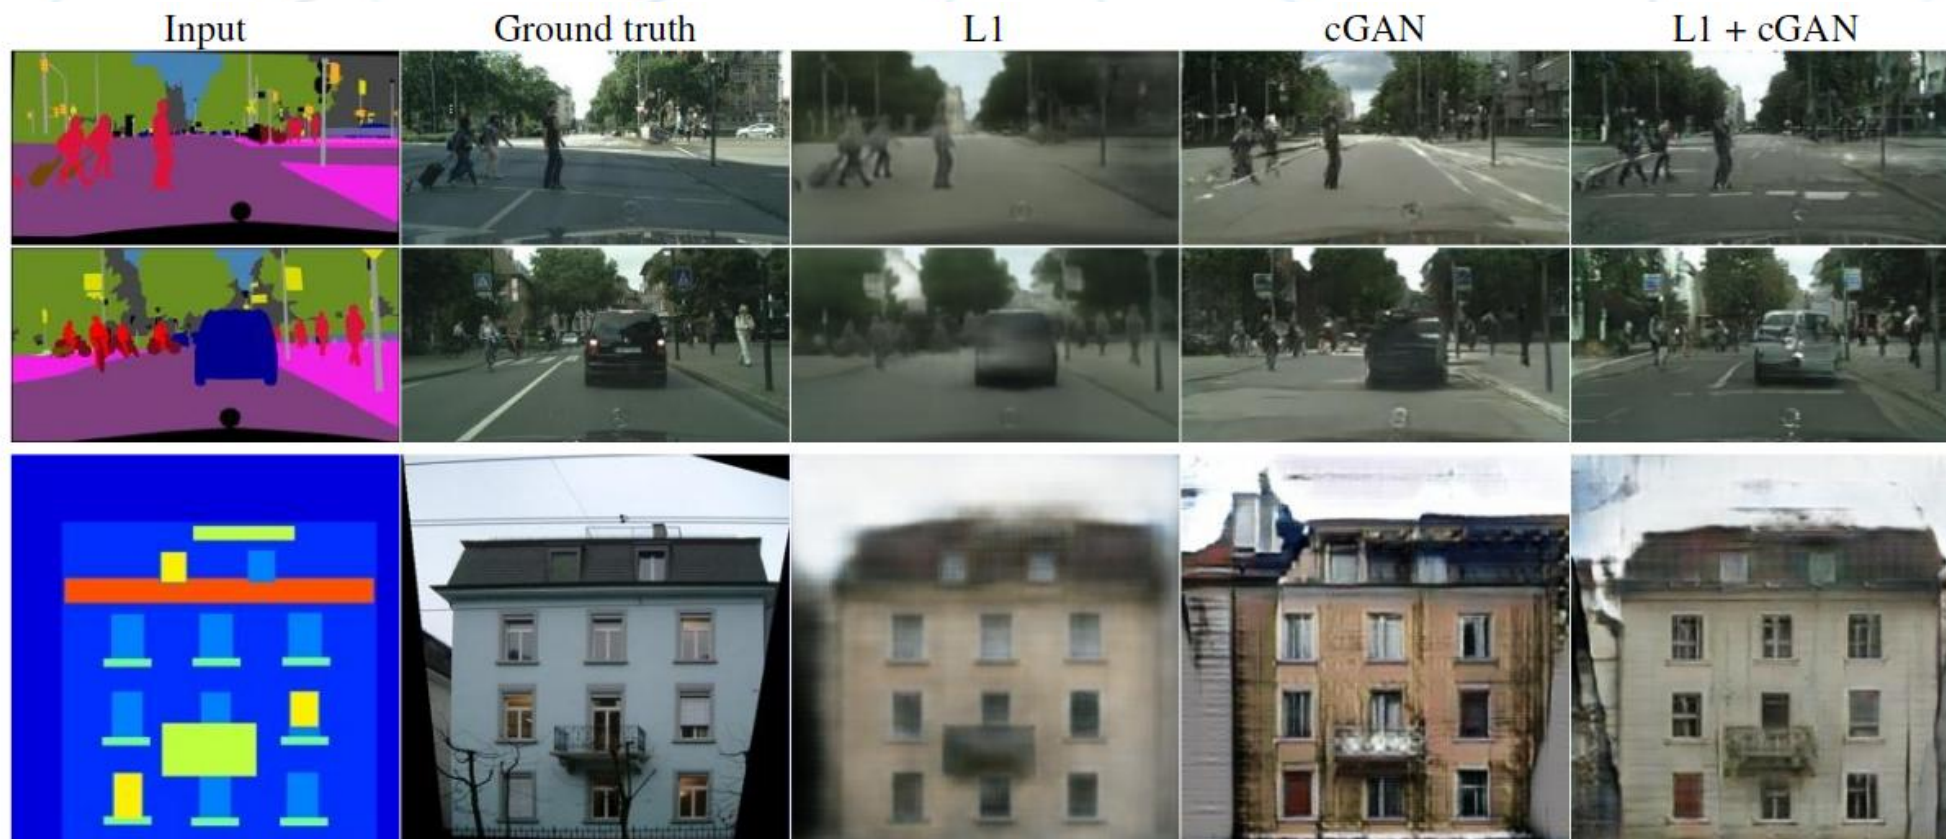 Input
Ground truth
L1
cGAN
L1 + cGAN